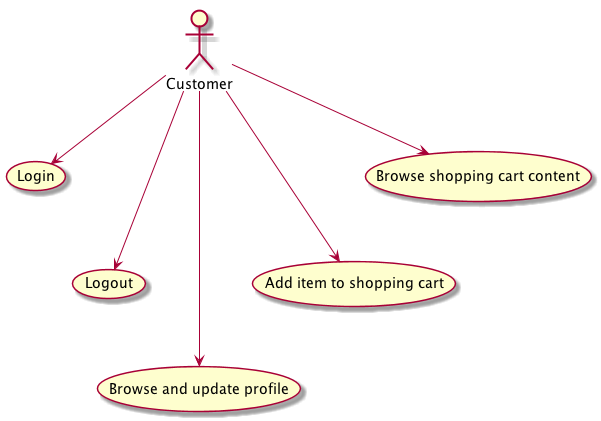 Customer
Login
Browse shopping cart content
Logout
Add item to shopping cart
Browse and update profile